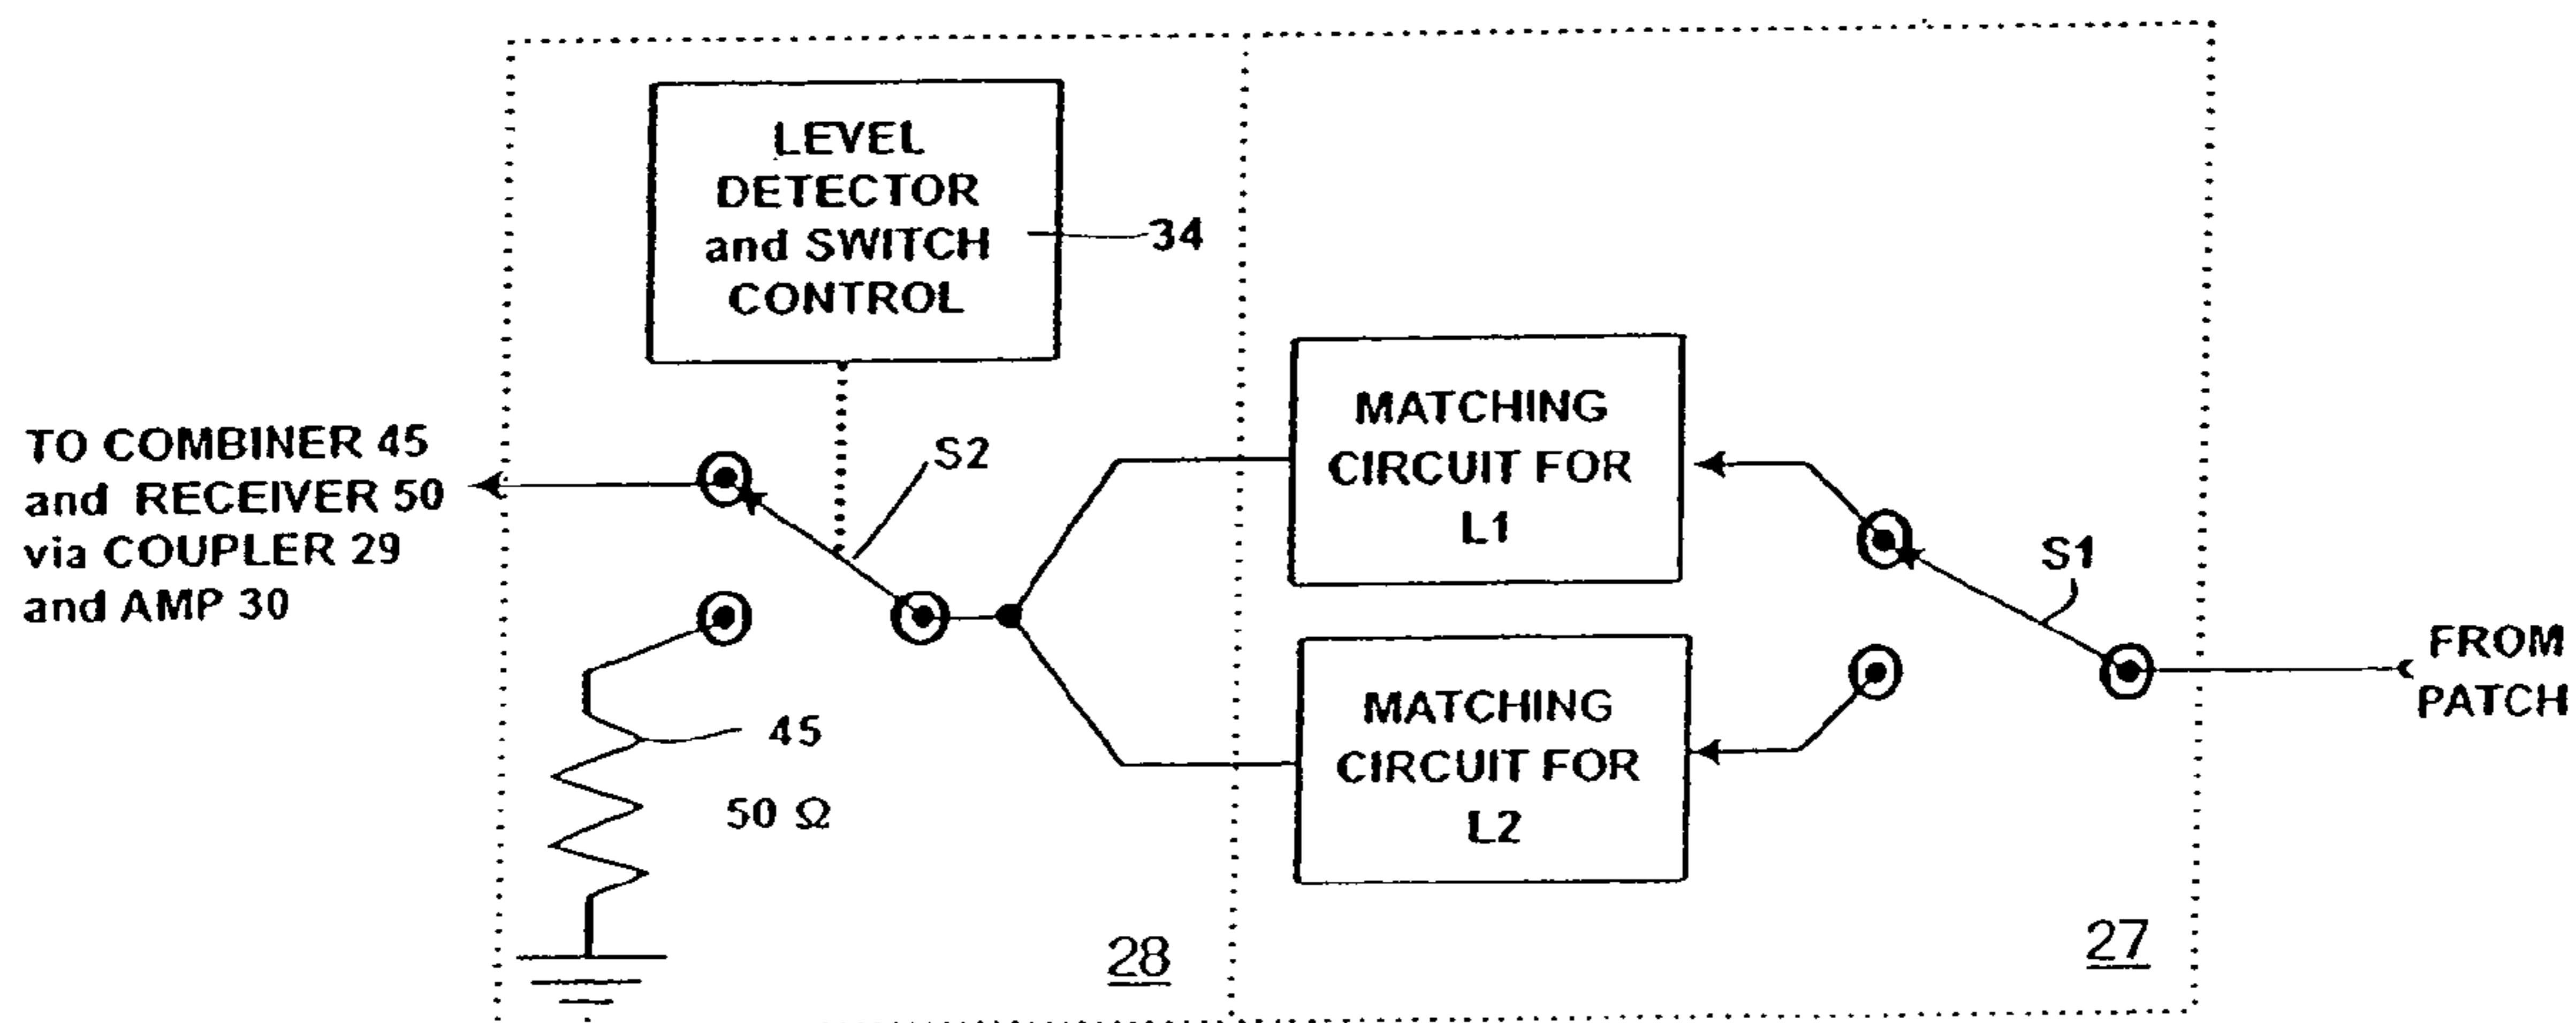 LEVEL
DETECTOR
and SWITCH
CONTROL
34
TO COMBINER 45
and RECEIVER 50
via COUPLER 29
and AMP 30
S2
MATCHING
CIRCUIT FOR
L1
S1
FROM
PATCH
MATCHING
CIRCUIT FOR
L2
45
50 Ω
28
27